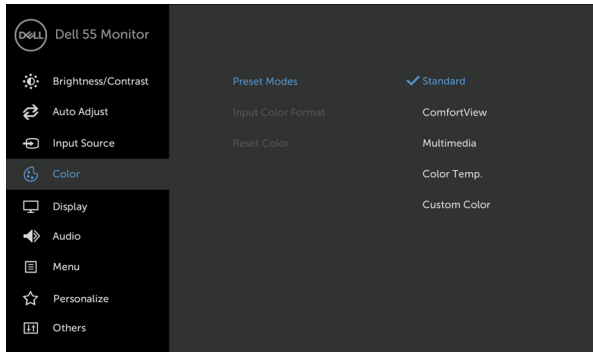 DELL Dell 55 Monitor
Brightness/Contrast Preset Modes Standard
Auto Adjust Input Color Format ComfortView
Input Source Reset Color Multimedia
Color Color Temp.
Display Custom Color
Audio
Menu
Personalize
Others